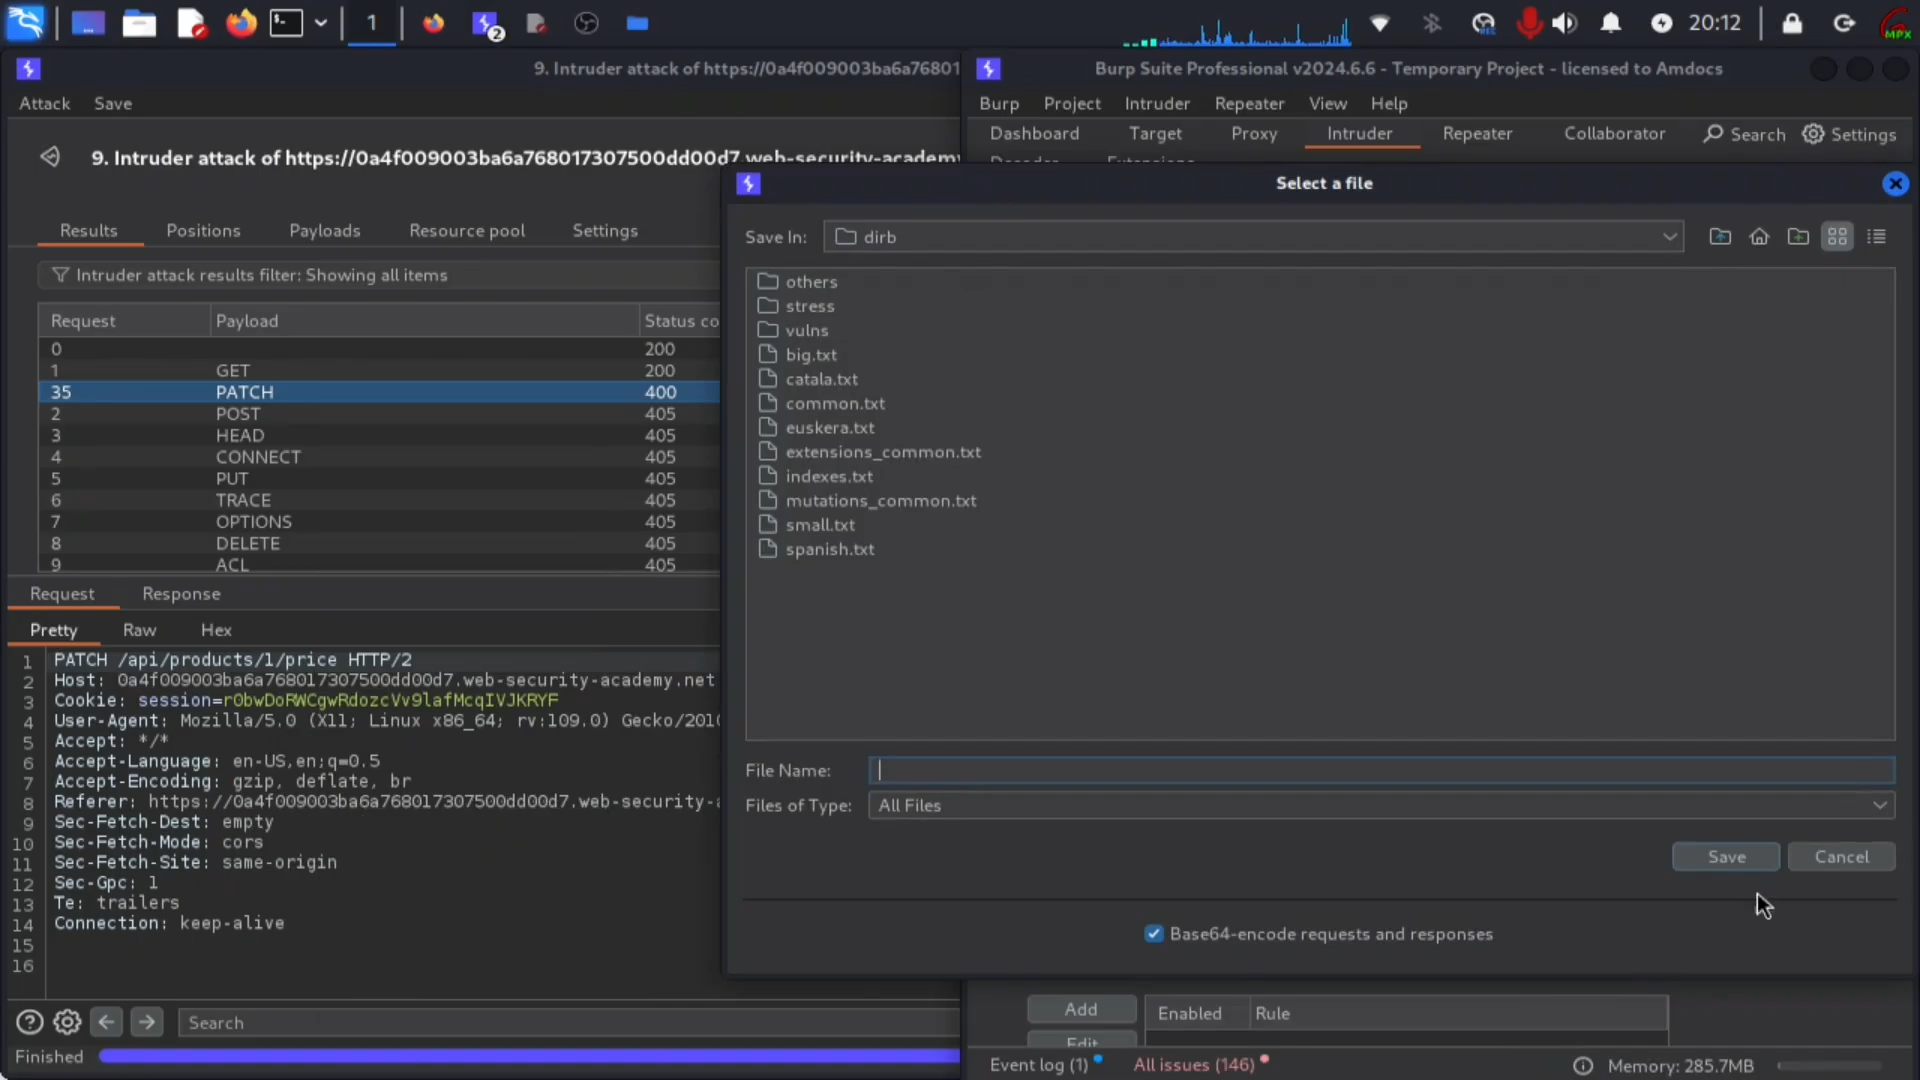 1
2
REC
20:12
MPX
9. Intruder attack of https://0a4f009003ba6a76801
Attack Save
9. Intruder attack of https://0a4f009003ba6a768017307500dd00d7.web-security-academy
Results Positions Payloads Resource pool Settings
Intruder attack results filter: Showing all items
Request Payload Status co
0 200
1 GET 200
35 PATCH 400
2 POST 405
3 HEAD 405
4 CONNECT 405
5 PUT 405
6 TRACE 405
7 OPTIONS 405
8 DELETE 405
9 ACL 405
Request Response
Pretty Raw Hex
1 PATCH /api/products/1/price HTTP/2
2 Host: 0a4f009003ba6a768017307500dd00d7.web-security-academy.net
3 Cookie: session=r0bwDoRWCgwRdozcVv9lafMcqIVJKRYF
4 User-Agent: Mozilla/5.0 (X11; Linux x86_64; rv:109.0) Gecko/2010
5 Accept: */*
6 Accept-Language: en-US,en;q=0.5
7 Accept-Encoding: gzip, deflate, br
8 Referer: https://0a4f009003ba6a768017307500dd00d7.web-security-a
9 Sec-Fetch-Dest: empty
10 Sec-Fetch-Mode: cors
11 Sec-Fetch-Site: same-origin
12 Sec-Gpc: 1
13 Te: trailers
14 Connection: keep-alive
15
16
Search
Finished
Burp Suite Professional v2024.6.6 - Temporary Project - licensed to Amdocs
Burp Project Intruder Repeater View Help
Dashboard Target Proxy Intruder Repeater Collaborator Search Settings
Decoder Extensions
Select a file
Save In: dirb
others
stress
vulns
big.txt
catala.txt
common.txt
euskera.txt
extensions_common.txt
indexes.txt
mutations_common.txt
small.txt
spanish.txt
File Name:
Files of Type: All Files
Save Cancel
Base64-encode requests and responses
Add Enabled Rule
Edit
Event log (1) All issues (146) Memory: 285.7MB